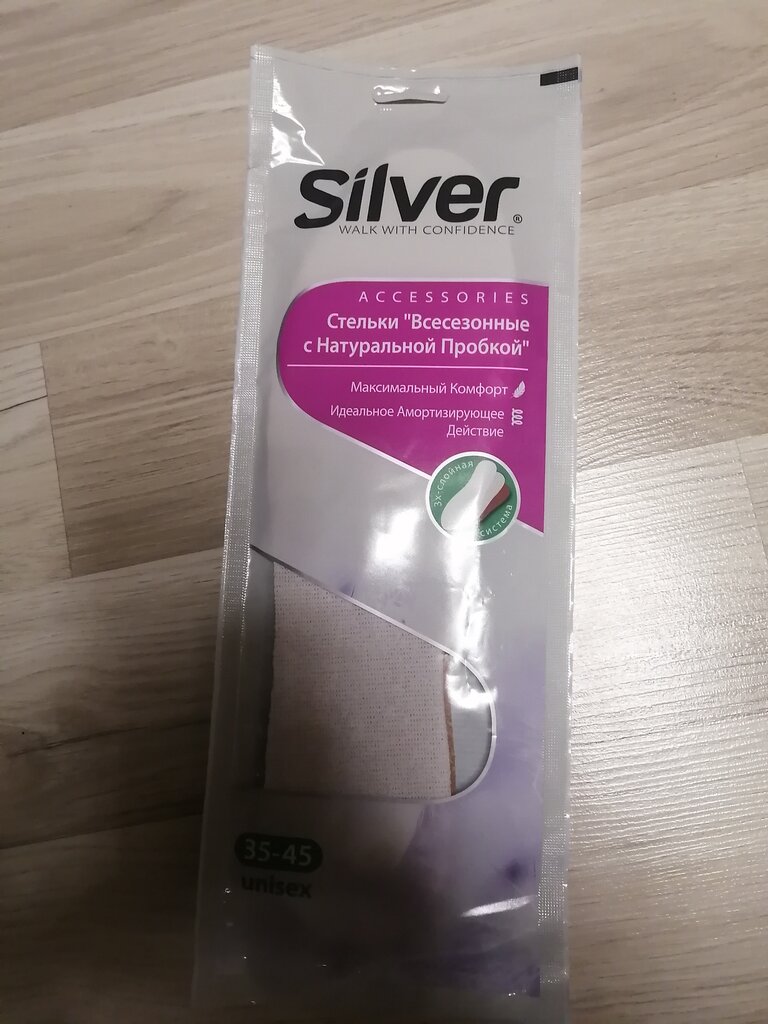 Silver®
WALK WITH CONFIDENCE
ACCESSORIES
Стельки "Всесезонные
с Натуральной Пробкой"
Максимальный Комфорт
Идеальное Амортизирующее
Действие
3х-слойная
система
35-45
unisex